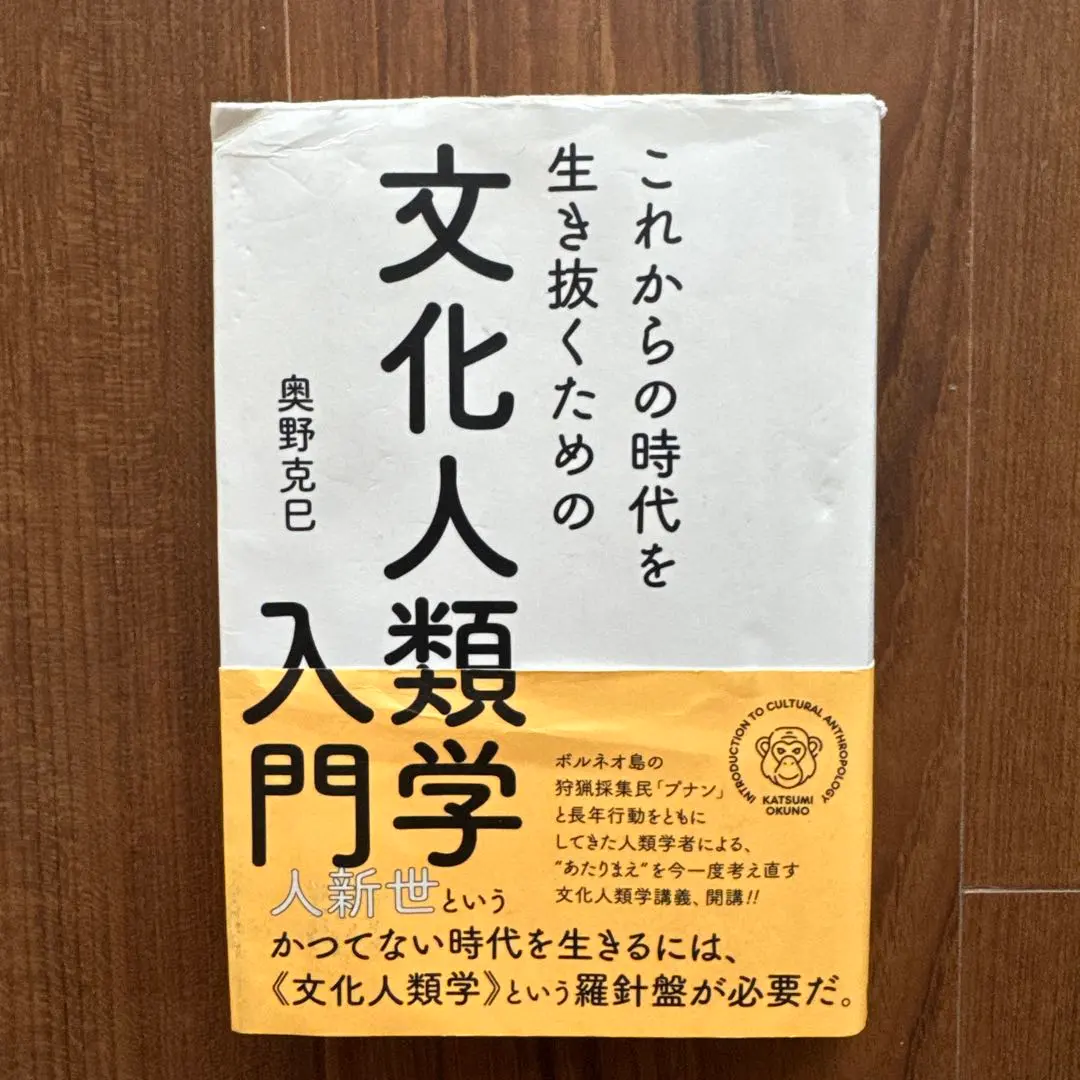 これからの時代を
生き抜くための
文化人類学
入門
奥野克巳
INTRODUCTION TO CULTURAL ANTHROPOLOGY
KATSUMI
OKUNO
ボルネオ島の
狩猟採集民「プナン」
と長年行動をともに
してきた人類学者による、
“あたりまえ”を今一度考え直す
文化人類学講義、開講!!
人新世という
かつてない時代を生きるには、
《文化人類学》という羅針盤が必要だ。